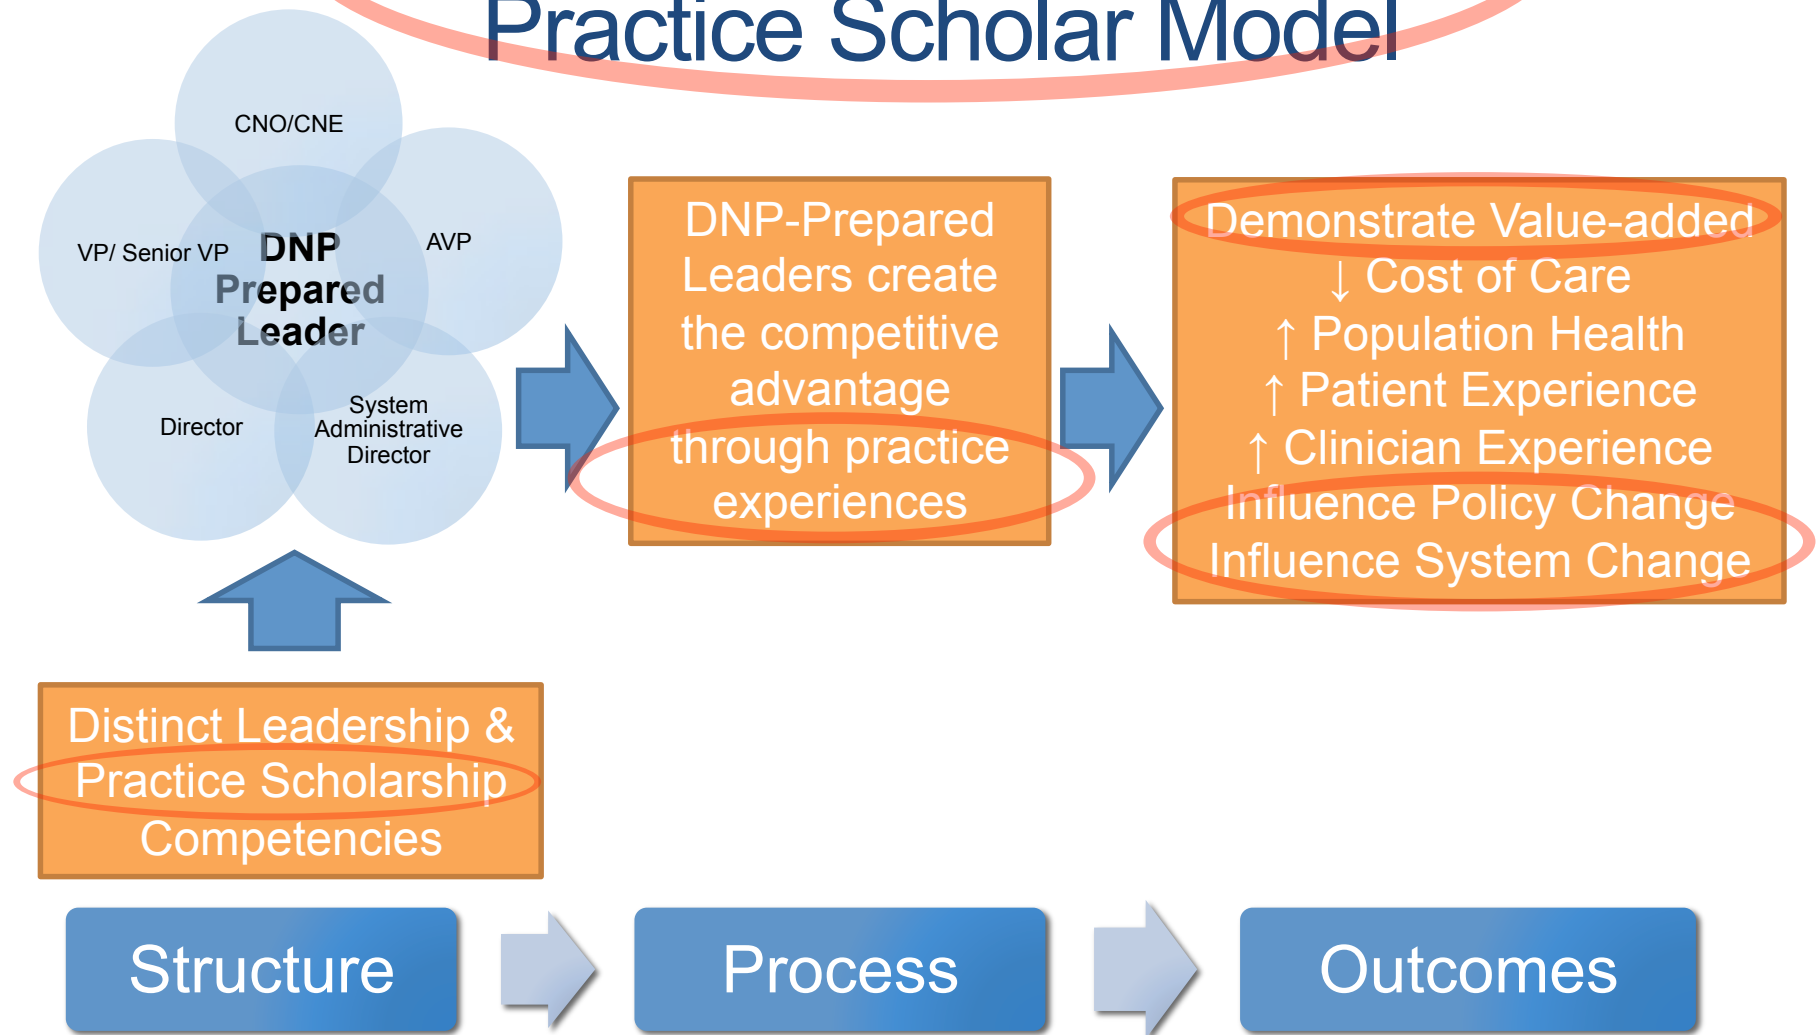 Practice Scholar Model
CNO/CNE
VP/ Senior VP
DNP
Prepared
Leader
AVP
Director
System
Administrative
Director
DNP-Prepared
Leaders create
the competitive
advantage
through practice
experiences
Demonstrate Value-added
↓ Cost of Care
↑ Population Health
↑ Patient Experience
↑ Clinician Experience
Influence Policy Change
Influence System Change
Distinct Leadership &
Practice Scholarship
Competencies
Structure
Process
Outcomes